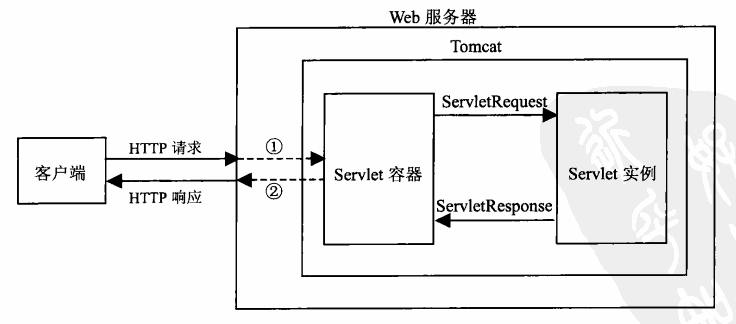 Web 服务器
Tomcat
ServletRequest
HTTP 请求
①
客户端
Servlet 容器
Servlet 实例
②
HTTP 响应
ServletResponse